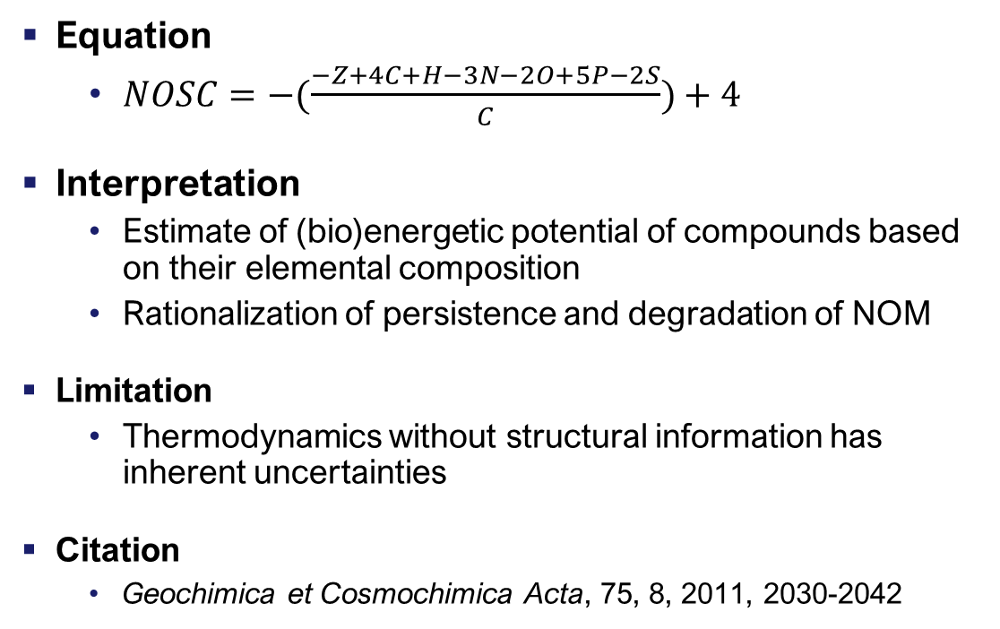 ▪ Equation
• NOSC = −(\frac{−Z+4C+H−3N−2O+5P−2S}{C}) + 4
▪ Interpretation
• Estimate of (bio)energetic potential of compounds based
on their elemental composition
• Rationalization of persistence and degradation of NOM
▪ Limitation
• Thermodynamics without structural information has
inherent uncertainties
▪ Citation
• Geochimica et Cosmochimica Acta, 75, 8, 2011, 2030-2042